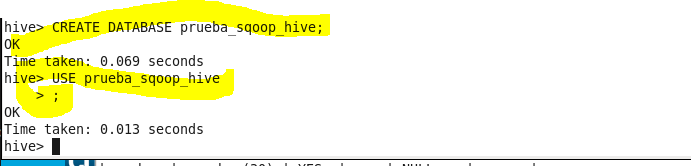 hive> CREATE DATABASE prueba_sqoop_hive;
OK
Time taken: 0.069 seconds
hive> USE prueba_sqoop_hive
    > ;
OK
Time taken: 0.013 seconds
hive>